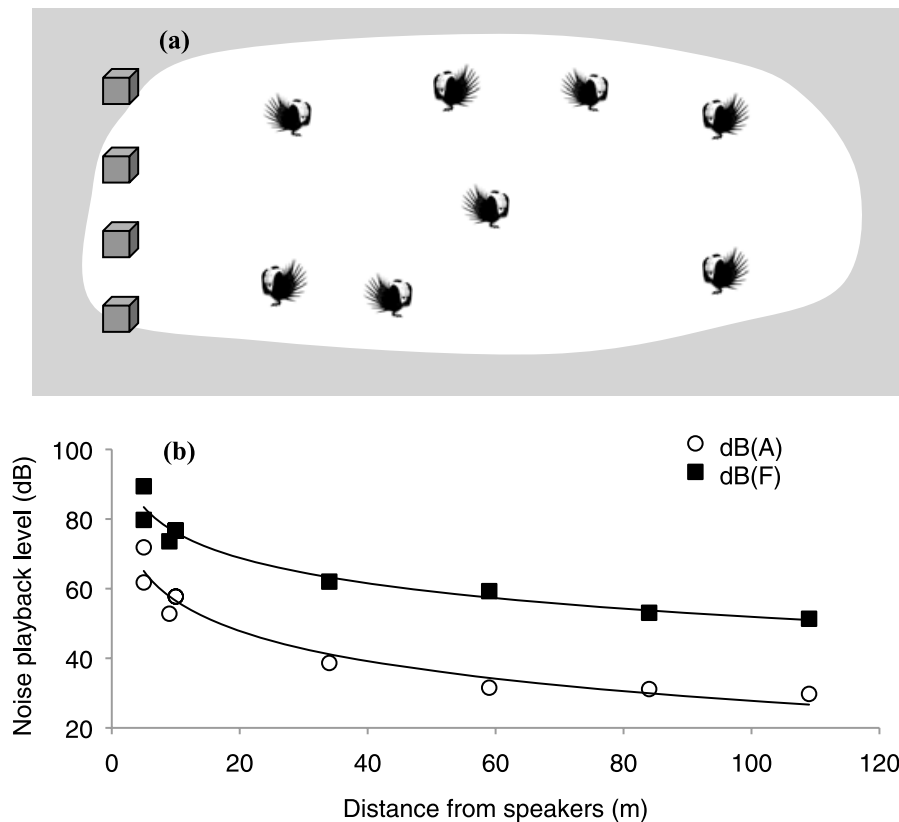 (a)
(b)
dB(A)
dB(F)
Noise playback level (dB)
100
80
60
40
20
0
20
40
60
80
100
120
Distance from speakers (m)